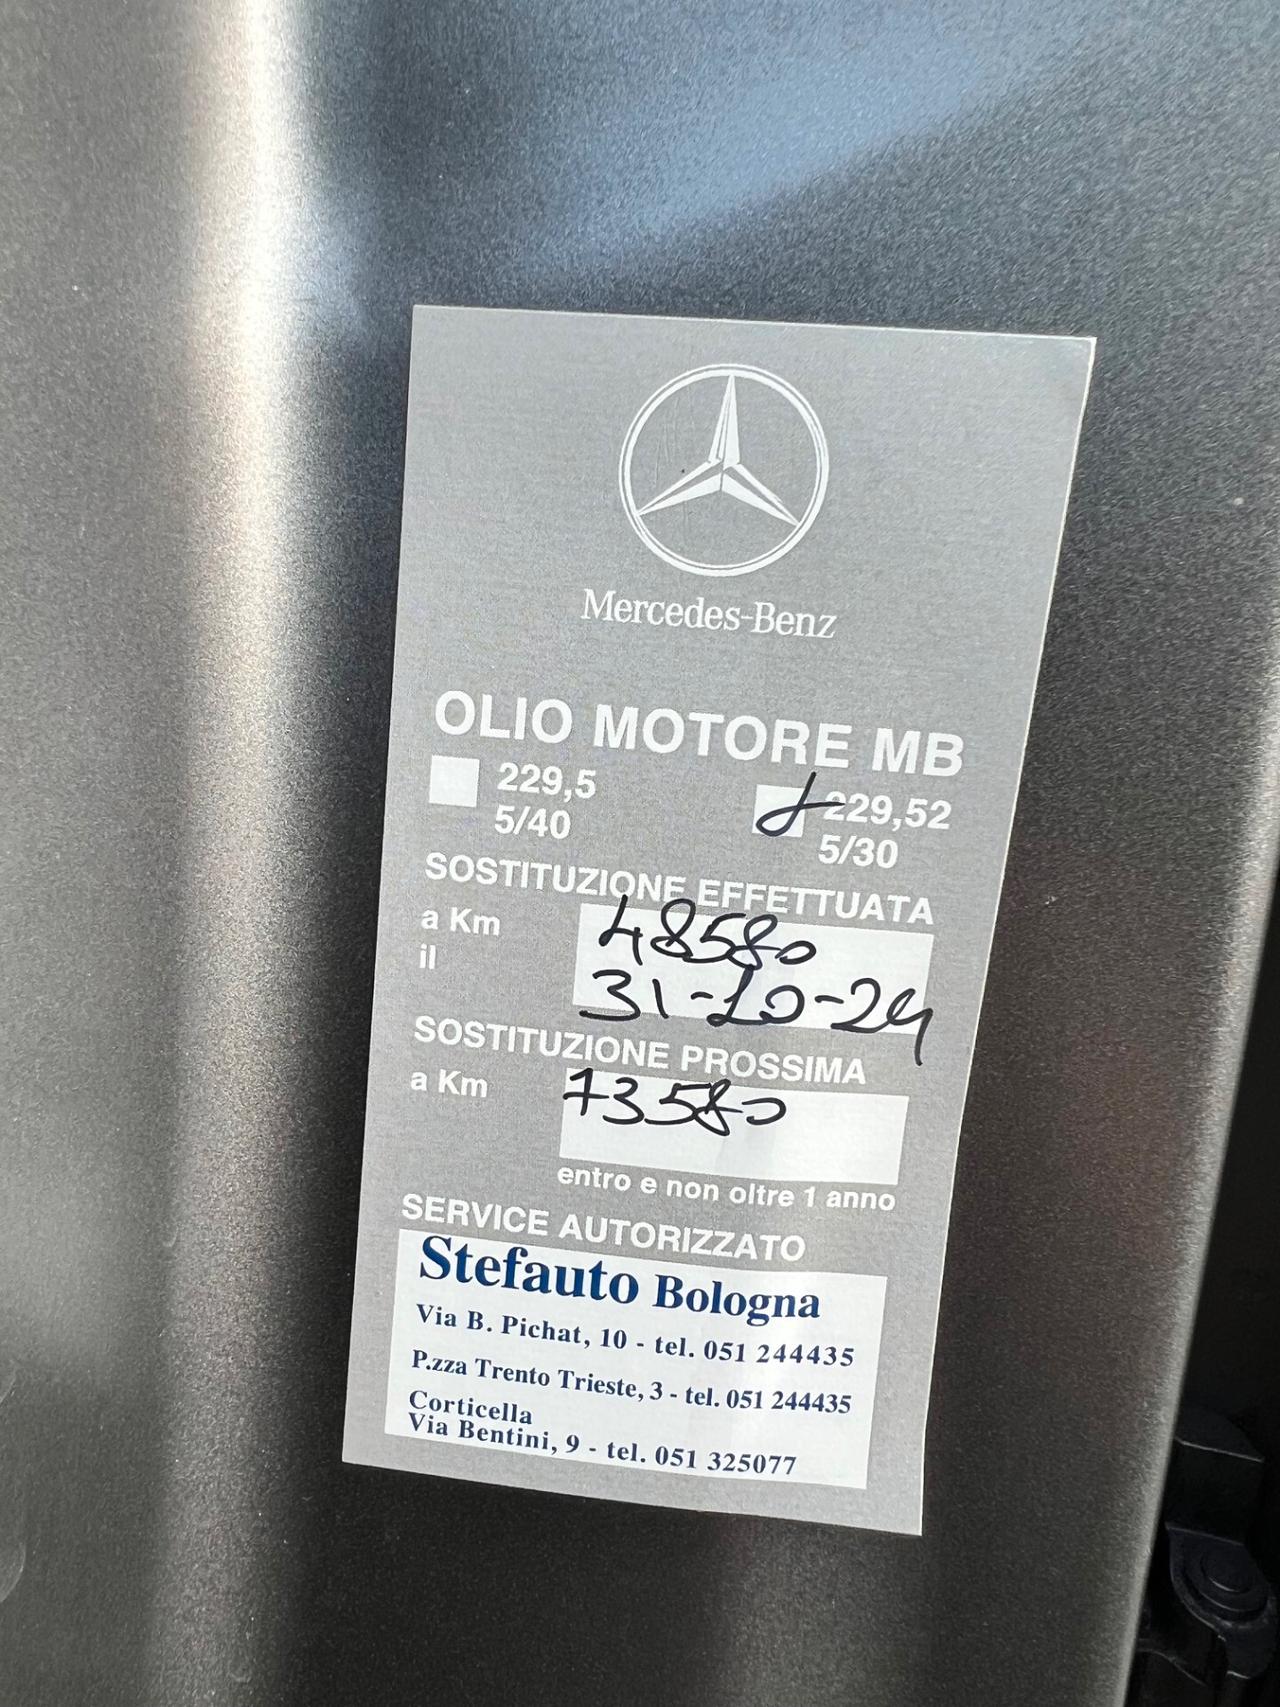 Mercedes-Benz
OLIO MOTORE MB
229,5 229,52
5/40 5/30
SOSTITUZIONE EFFETTUATA
a Km 48580
il 31-10-24
SOSTITUZIONE PROSSIMA
a Km 73580
entro e non oltre 1 anno
SERVICE AUTORIZZATO
Stefauto Bologna
Via B. Pichat, 10 - tel. 051 244435
P.zza Trento Trieste, 3 - tel. 051 244435
Corticella
Via Bentini, 9 - tel. 051 325077